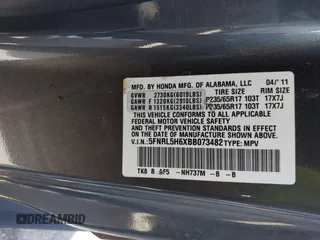 MFD. BY HONDA MFG. OF ALABAMA, LLC 04/'11
GVWR 2730KG(6019LBS) TIRE SIZE RIM SIZE
GAWR F 1320KG(2910LBS) P235/65R17 103T 17X7J
GAWR R 1515KG(3340LBS) P235/65R17 103T 17X7J
THIS VEHICLE CONFORMS TO ALL APPLICABLE
FEDERAL MOTOR VEHICLE SAFETY
AND THEFT PREVENTION STANDARDS IN EFFECT
ON THE DATE OF MANUFACTURE SHOWN ABOVE.
V.I.N.: 5FNRL5H6XBB073482 TYPE: MPV
TK8 B AF5 -NH737M - B - B
DREAMBID